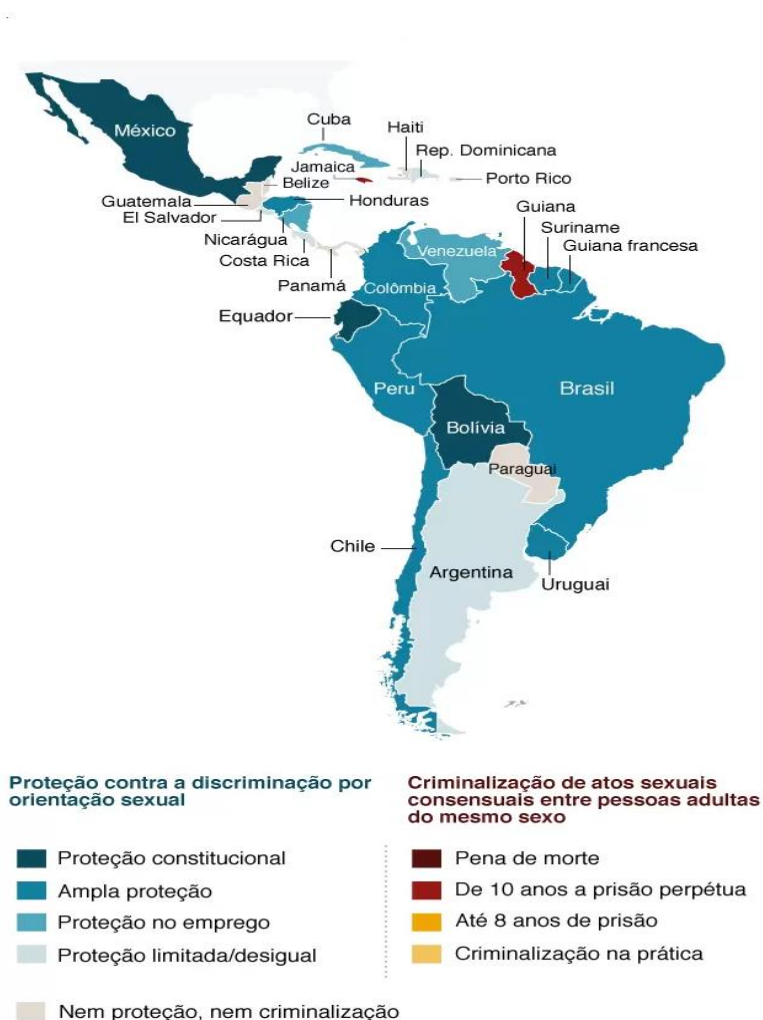 México
Cuba
Haiti
Rep. Dominicana
Jamaica
Belize
Porto Rico
Guatemala
Honduras
El Salvador
Guiana
Suriname
Nicarágua
Guiana francesa
Costa Rica
Venezuela
Panamá
Colômbia
Equador
Peru
Brasil
Bolívia
Paraguai
Chile
Argentina
Uruguai
Proteção contra a discriminação por
orientação sexual
Proteção constitucional
Ampla proteção
Proteção no emprego
Proteção limitada/desigual
Nem proteção, nem criminalização
Criminalização de atos sexuais
consensuais entre pessoas adultas
do mesmo sexo
Pena de morte
De 10 anos a prisão perpétua
Até 8 anos de prisão
Criminalização na prática